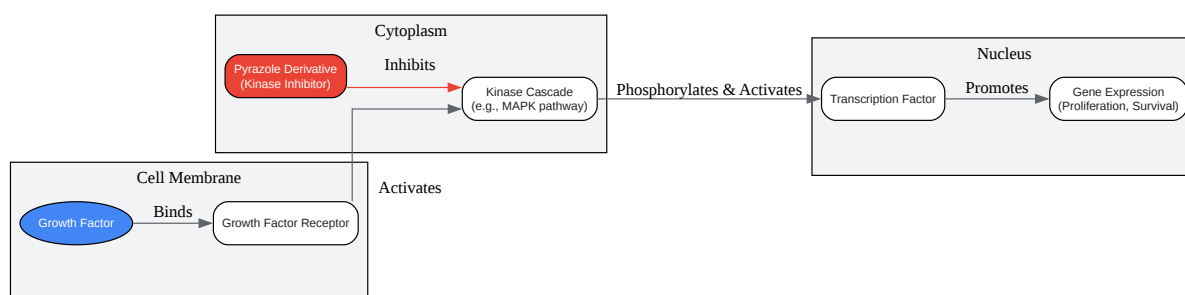 Cytoplasm
Pyrazole Derivative
(Kinase Inhibitor)
Inhibits
Kinase Cascade
(e.g., MAPK pathway)
Phosphorylates & Activates
Nucleus
Transcription Factor
Promotes
Gene Expression
(Proliferation, Survival)
Cell Membrane
Growth Factor
Binds
Growth Factor Receptor
Activates